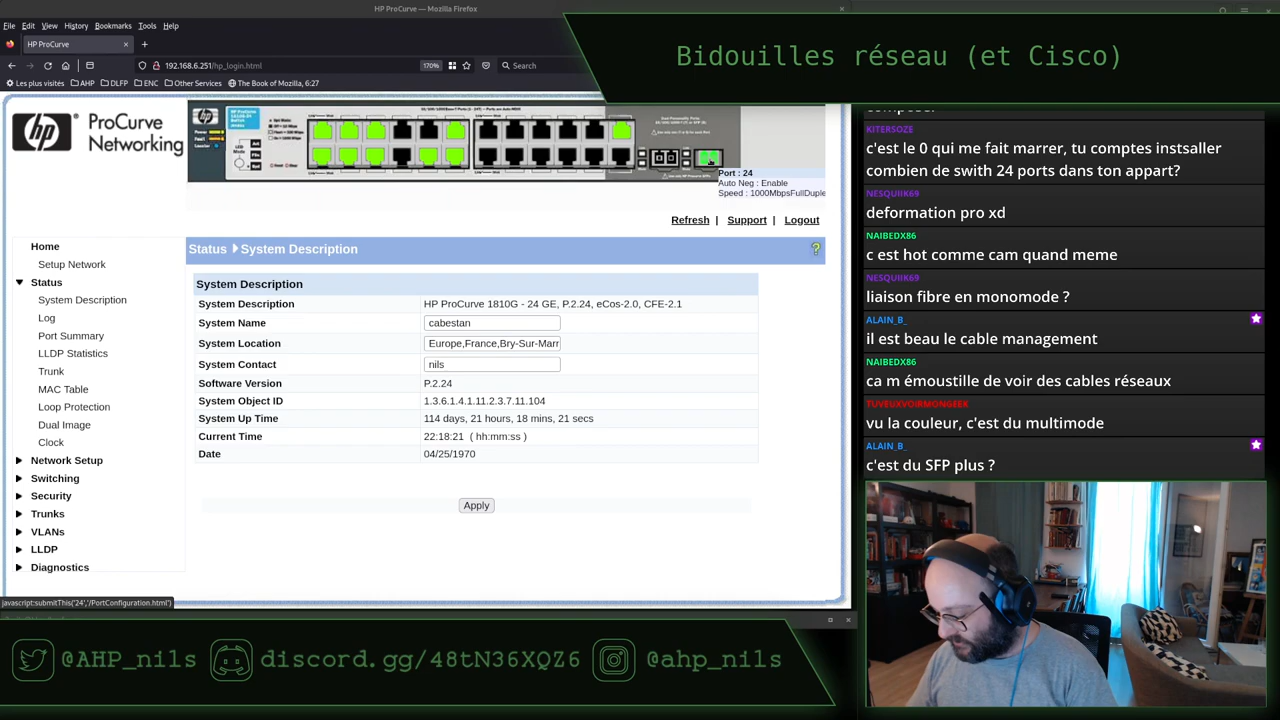 HP ProCurve — Mozilla Firefox
File Edit View History Bookmarks Tools Help
HP ProCurve
192.168.6.251/hp_login.html 170% Search
Les plus visités AHP DLFP ENC Other Services The Book of Mozilla, 6:27
hp ProCurve Networking
Port : 24
Auto Neg : Enable
Speed : 1000MbpsFullDuple
Refresh | Support | Logout
Home
Setup Network
Status
System Description
Log
Port Summary
LLDP Statistics
Trunk
MAC Table
Loop Protection
Dual Image
Clock
Network Setup
Switching
Security
Trunks
VLANs
LLDP
Diagnostics
Status System Description
System Description
System Description HP ProCurve 1810G - 24 GE, P.2.24, eCos-2.0, CFE-2.1
System Name cabestan
System Location Europe,France,Bry-Sur-Marr
System Contact nils
Software Version P.2.24
System Object ID 1.3.6.1.4.1.11.2.3.7.11.104
System Up Time 114 days, 21 hours, 18 mins, 21 secs
Current Time 22:18:21 ( hh:mm:ss )
Date 04/25/1970
Apply
javascript:submitThis('24','/PortConfiguration.html')
Bidouilles réseau (et Cisco)
KITERSOZE
c'est le 0 qui me fait marrer, tu comptes instsaller
combien de swith 24 ports dans ton appart?
NESQUIIK69
deformation pro xd
NAIBEDX86
c est hot comme cam quand meme
NESQUIIK69
liaison fibre en monomode ?
ALAIN_B_
il est beau le cable management
NAIBEDX86
ca m émoustille de voir des cables réseaux
TUVEUXVOIRMONGEEK
vu la couleur, c'est du multimode
ALAIN_B_
c'est du SFP plus ?
@AHP_nils discord.gg/48tN36XQZ6 @ahp_nils